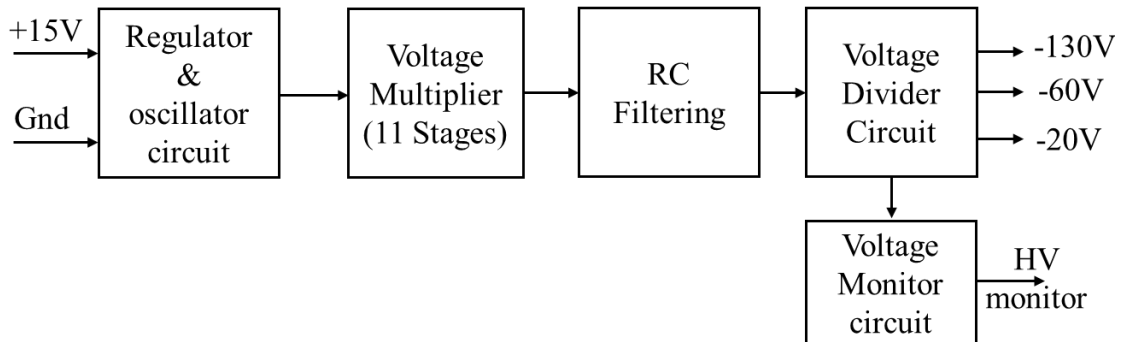 +15V
Gnd
Regulator
&
oscillator
circuit
Voltage
Multiplier
(11 Stages)
RC
Filtering
Voltage
Divider
Circuit
-130V
-60V
-20V
Voltage
Monitor
circuit
HV
monitor